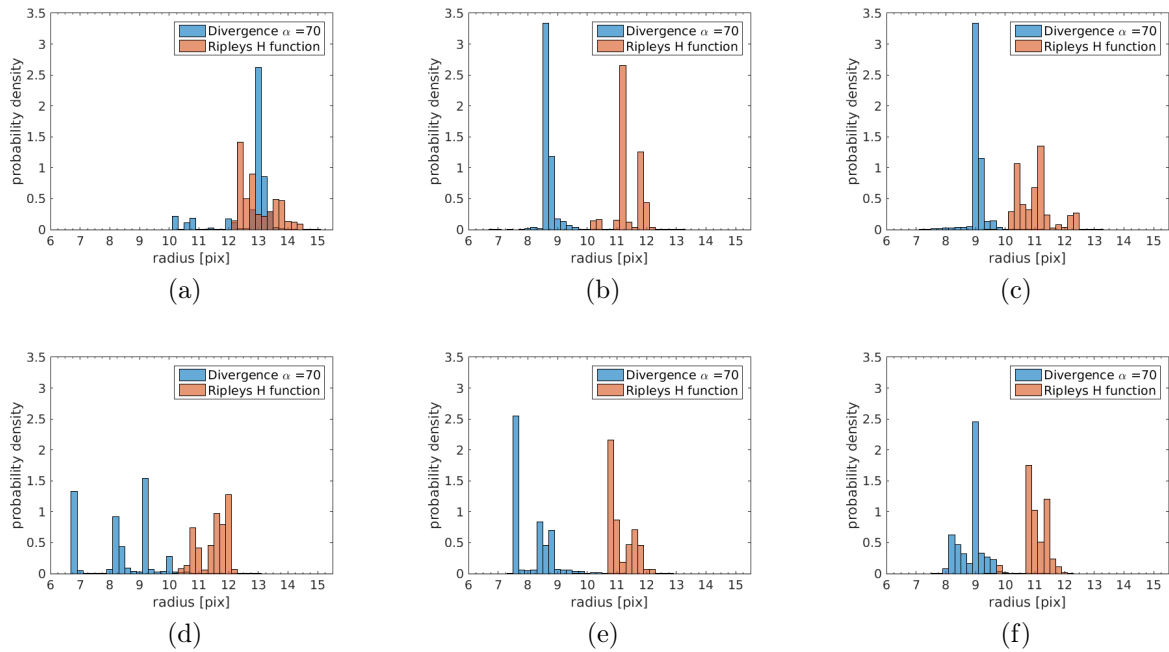 3.5
3
2.5
2
1.5
1
0.5
0
probability density
Divergence α =70
Ripleys H function
6 7 8 9 10 11 12 13 14 15
radius [pix]
(a)
3.5
3
2.5
2
1.5
1
0.5
0
probability density
Divergence α =70
Ripleys H function
6 7 8 9 10 11 12 13 14 15
radius [pix]
(b)
3.5
3
2.5
2
1.5
1
0.5
0
probability density
Divergence α =70
Ripleys H function
6 7 8 9 10 11 12 13 14 15
radius [pix]
(c)
3.5
3
2.5
2
1.5
1
0.5
0
probability density
Divergence α =70
Ripleys H function
6 7 8 9 10 11 12 13 14 15
radius [pix]
(d)
3.5
3
2.5
2
1.5
1
0.5
0
probability density
Divergence α =70
Ripleys H function
6 7 8 9 10 11 12 13 14 15
radius [pix]
(e)
3.5
3
2.5
2
1.5
1
0.5
0
probability density
Divergence α =70
Ripleys H function
6 7 8 9 10 11 12 13 14 15
radius [pix]
(f)